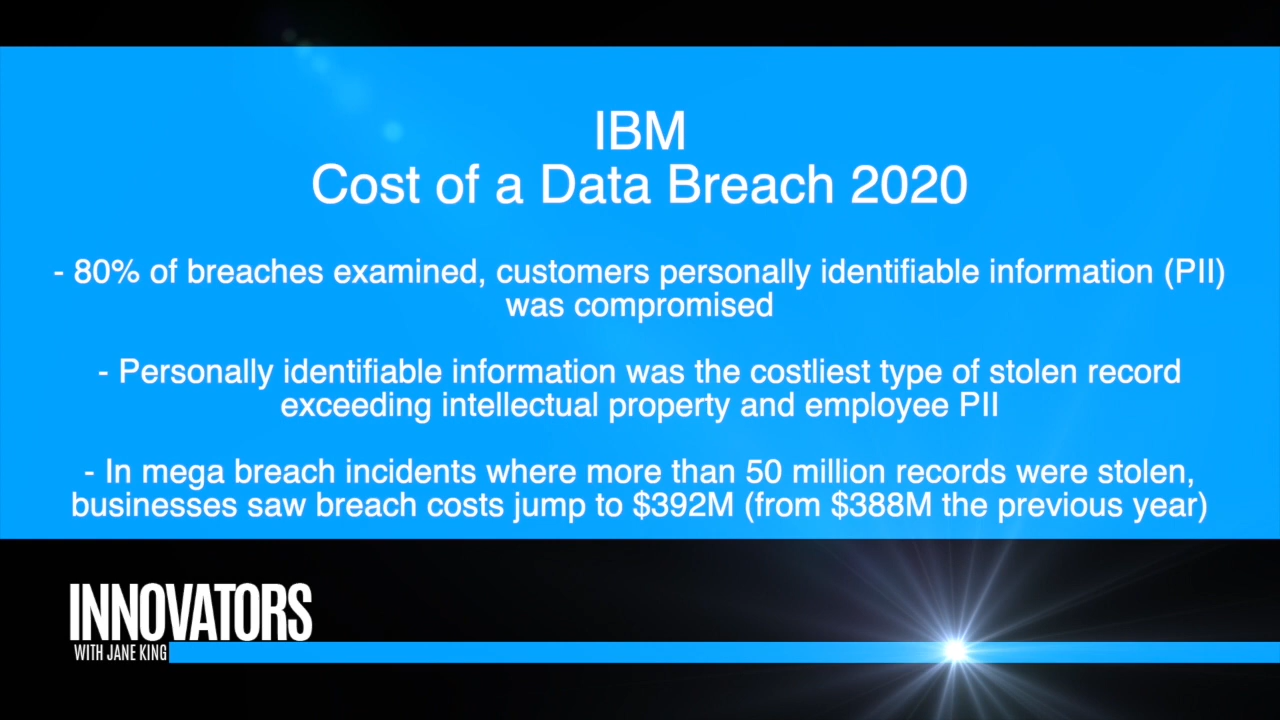 IBM
Cost of a Data Breach 2020
- 80% of breaches examined, customers personally identifiable information (PII)
was compromised
- Personally identifiable information was the costliest type of stolen record
exceeding intellectual property and employee PII
- In mega breach incidents where more than 50 million records were stolen,
businesses saw breach costs jump to $392M (from $388M the previous year)
INNOVATORS
WITH JANE KING